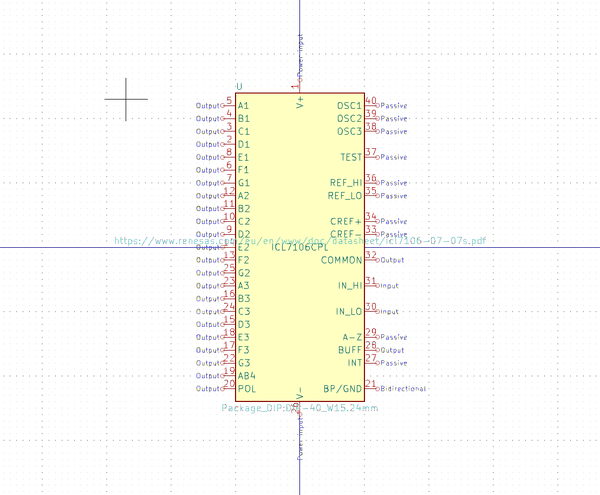 Power input
1
V+
U
Output 5 A1 OSC1 40 Passive
Output 4 B1 OSC2 39 Passive
Output 3 C1 OSC3 38 Passive
Output 2 D1
Output 8 E1 TEST 37 Passive
Output 6 F1
Output 7 G1 REF_HI 36 Passive
Output 12 A2 REF_LO 35 Passive
Output 11 B2
Output 10 C2 CREF+ 34 Passive
Output 9 D2 CREF- 33 Passive
https://www.renesas.com/eu/en/www/doc/datasheet/icl7106-07-07s.pdf
Output E2 ICL7106CPL
Output 13 F2 COMMON 32 Output
Output 25 G2
Output 23 A3 IN_HI 31 Input
Output 16 B3
Output 24 C3 IN_LO 30 Input
Output 15 D3
Output 18 E3 A-Z 29 Passive
Output 17 F3 BUFF 28 Output
Output 22 G3 INT 27 Passive
Output 19 AB4
Output 20 POL BP/GND 21 Bidirectional
V-
Package_DIP:DIP-40_W15.24mm
Power input